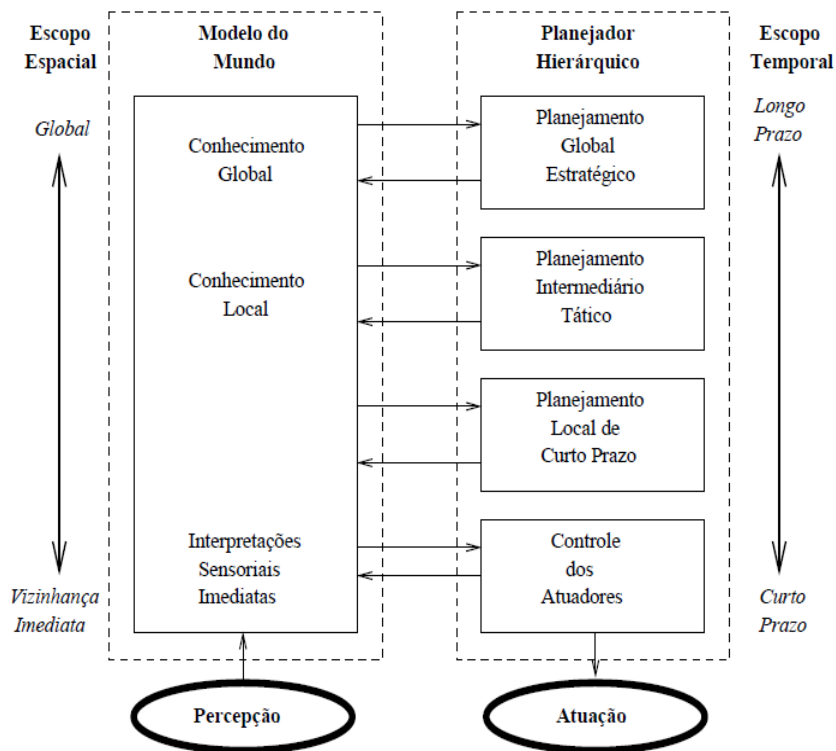 Escopo
Espacial
Modelo do
Mundo
Planejador
Hierárquico
Escopo
Temporal
Global
Longo
Prazo
Conhecimento
Global
Planejamento
Global
Estratégico
Conhecimento
Local
Planejamento
Intermediário
Tático
Planejamento
Local de
Curto Prazo
Interpretações
Sensoriais
Imediatas
Controle
dos
Atuadores
Vizinhança
Imediata
Curto
Prazo
Percepção
Atuação